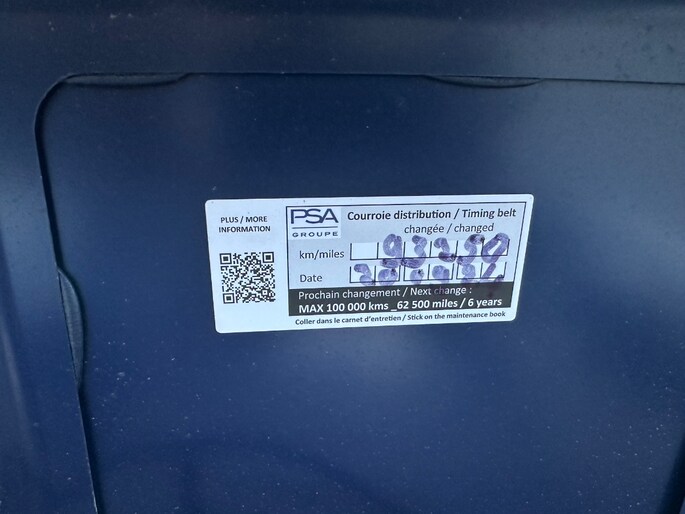 PLUS / MORE
INFORMATION
PSA
GROUPE
Courroie distribution / Timing belt
changée / changed
km/miles
Date
Prochain changement / Next change :
MAX 100 000 kms _62 500 miles / 6 years
Coller dans le carnet d'entretien / Stick on the maintenance book